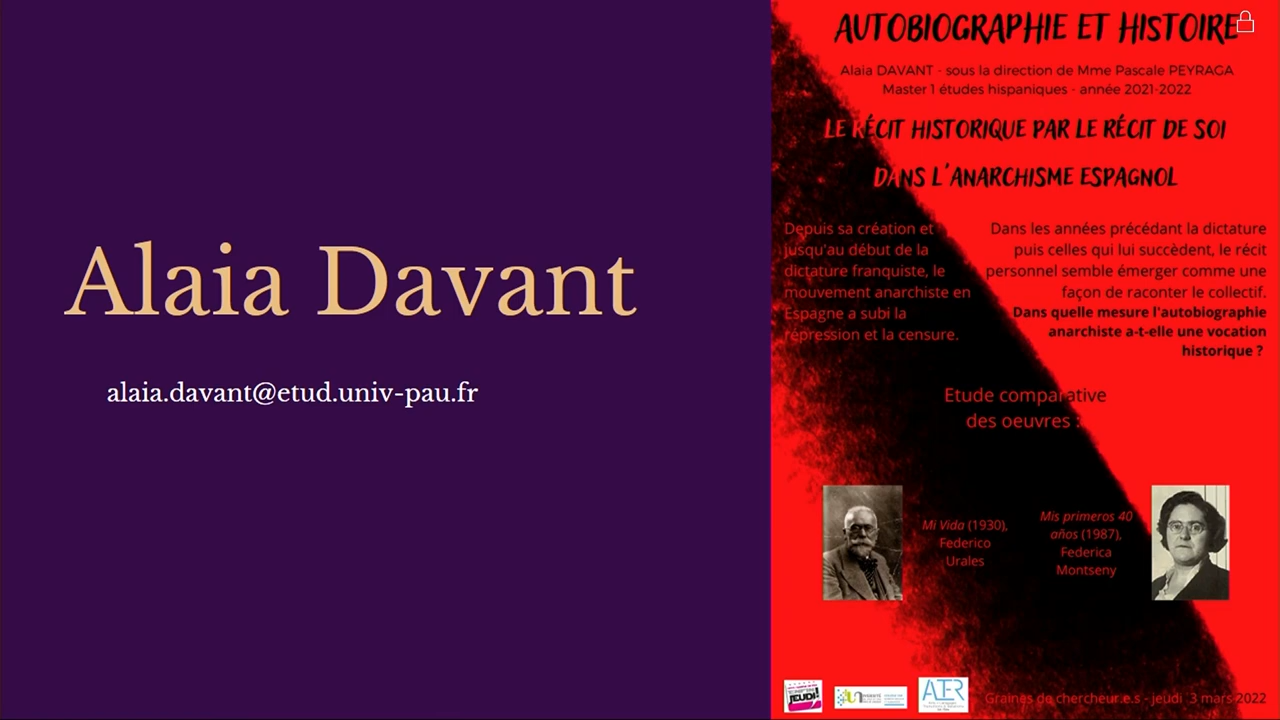 Alaia Davant
alaia.davant@etud.univ-pau.fr
AUTOBIOGRAPHIE ET HISTOIRE
Alaia DAVANT - sous la direction de Mme Pascale PEYRAGA
Master 1 études hispaniques - année 2021-2022
LE RÉCIT HISTORIQUE PAR LE RÉCIT DE SOI
DANS L'ANARCHISME ESPAGNOL
Depuis sa création et
jusqu'au début de la
dictature franquiste, le
mouvement anarchiste en
Espagne a subi la
répression et la censure.
Dans les années précédant la dictature
puis celles qui lui succèdent, le récit
personnel semble émerger comme une
façon de raconter le collectif.
Dans quelle mesure l'autobiographie
anarchiste a-t-elle une vocation
historique ?
Etude comparative
des oeuvres :
Mi Vida (1930),
Federico
Urales
Mis primeros 40
años (1987),
Federica
Montseny
JEUDI!
ALTER
Graines de chercheur.e.s - jeudi 3 mars 2022